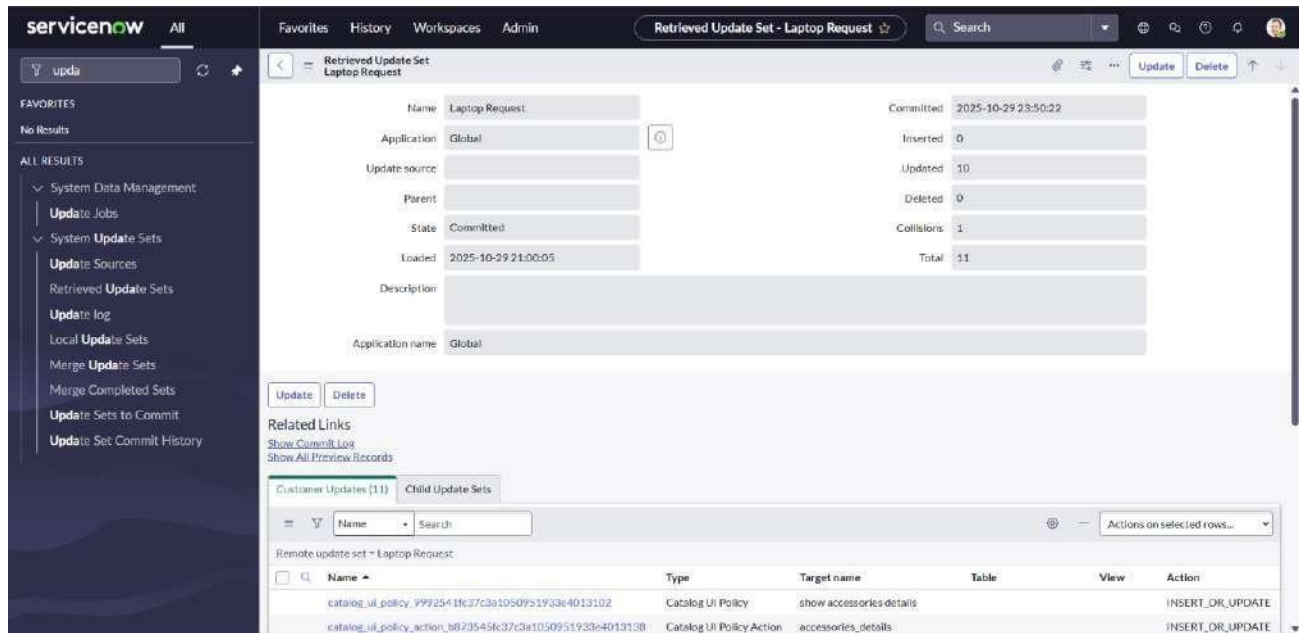 servicenow All Favorites History Workspaces Admin Retrieved Update Set - Laptop Request Search
upda
Retrieved Update Set
Laptop Request
Update Delete
FAVORITES
No Results
ALL RESULTS
System Data Management
Update Jobs
System Update Sets
Update Sources
Retrieved Update Sets
Update log
Local Update Sets
Merge Update Sets
Merge Completed Sets
Update Sets to Commit
Update Set Commit History
Name Laptop Request Committed 2025-10-29 23:50:22
Application Global Inserted 0
Update source Updated 10
Parent Deleted 0
State Committed Collisions 1
Loaded 2025-10-29 21:00:05 Total 11
Description
Application name Global
Update Delete
Related Links
Show Commit Log
Show All Preview Records
Customer Updates (11) Child Update Sets
Name Search Actions on selected rows...
Remote update set = Laptop Request
Name Type Target name Table View Action
catalog_ui_policy_9992541fc37c3a1050951933e4013102 Catalog UI Policy show accessories details INSERT_OR_UPDATE
catalog_ui_policy_action_b823545fc37c3a1050951933e4013138 Catalog UI Policy Action accessories_details INSERT_OR_UPDATE